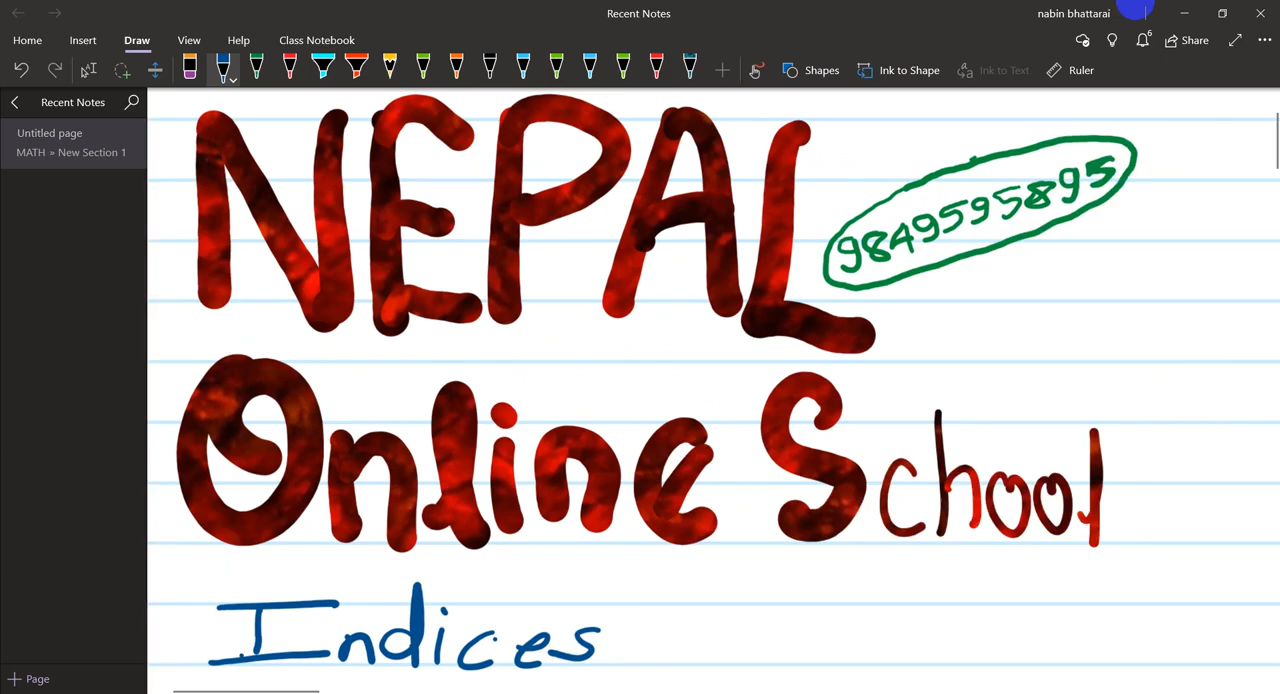 Recent Notes
nabin bhattarai
Home Insert Draw View Help Class Notebook
6
Share
Shapes Ink to Shape Ink to Text Ruler
Recent Notes
Untitled page
MATH » New Section 1
NEPAL
9849595895
Online School
Indices
Page